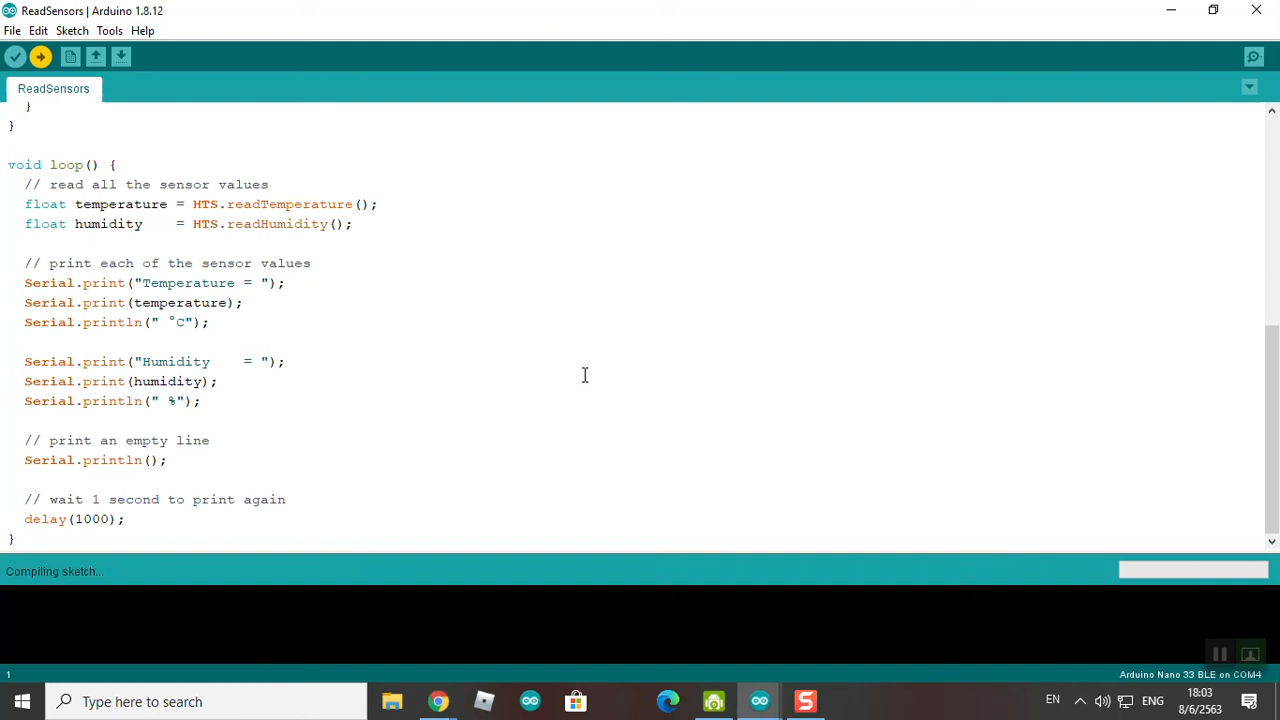 ReadSensors | Arduino 1.8.12
File Edit Sketch Tools Help
ReadSensors
}
}
void loop() {
// read all the sensor values
float temperature = HTS.readTemperature();
float humidity    = HTS.readHumidity();
// print each of the sensor values
Serial.print("Temperature = ");
Serial.print(temperature);
Serial.println(" °C");
Serial.print("Humidity    = ");
Serial.print(humidity);
Serial.println(" %");
// print an empty line
Serial.println();
// wait 1 second to print again
delay(1000);
}
Compiling sketch...
1 Arduino Nano 33 BLE on COM4
Type here to search EN ENG 18:03
8/6/2563